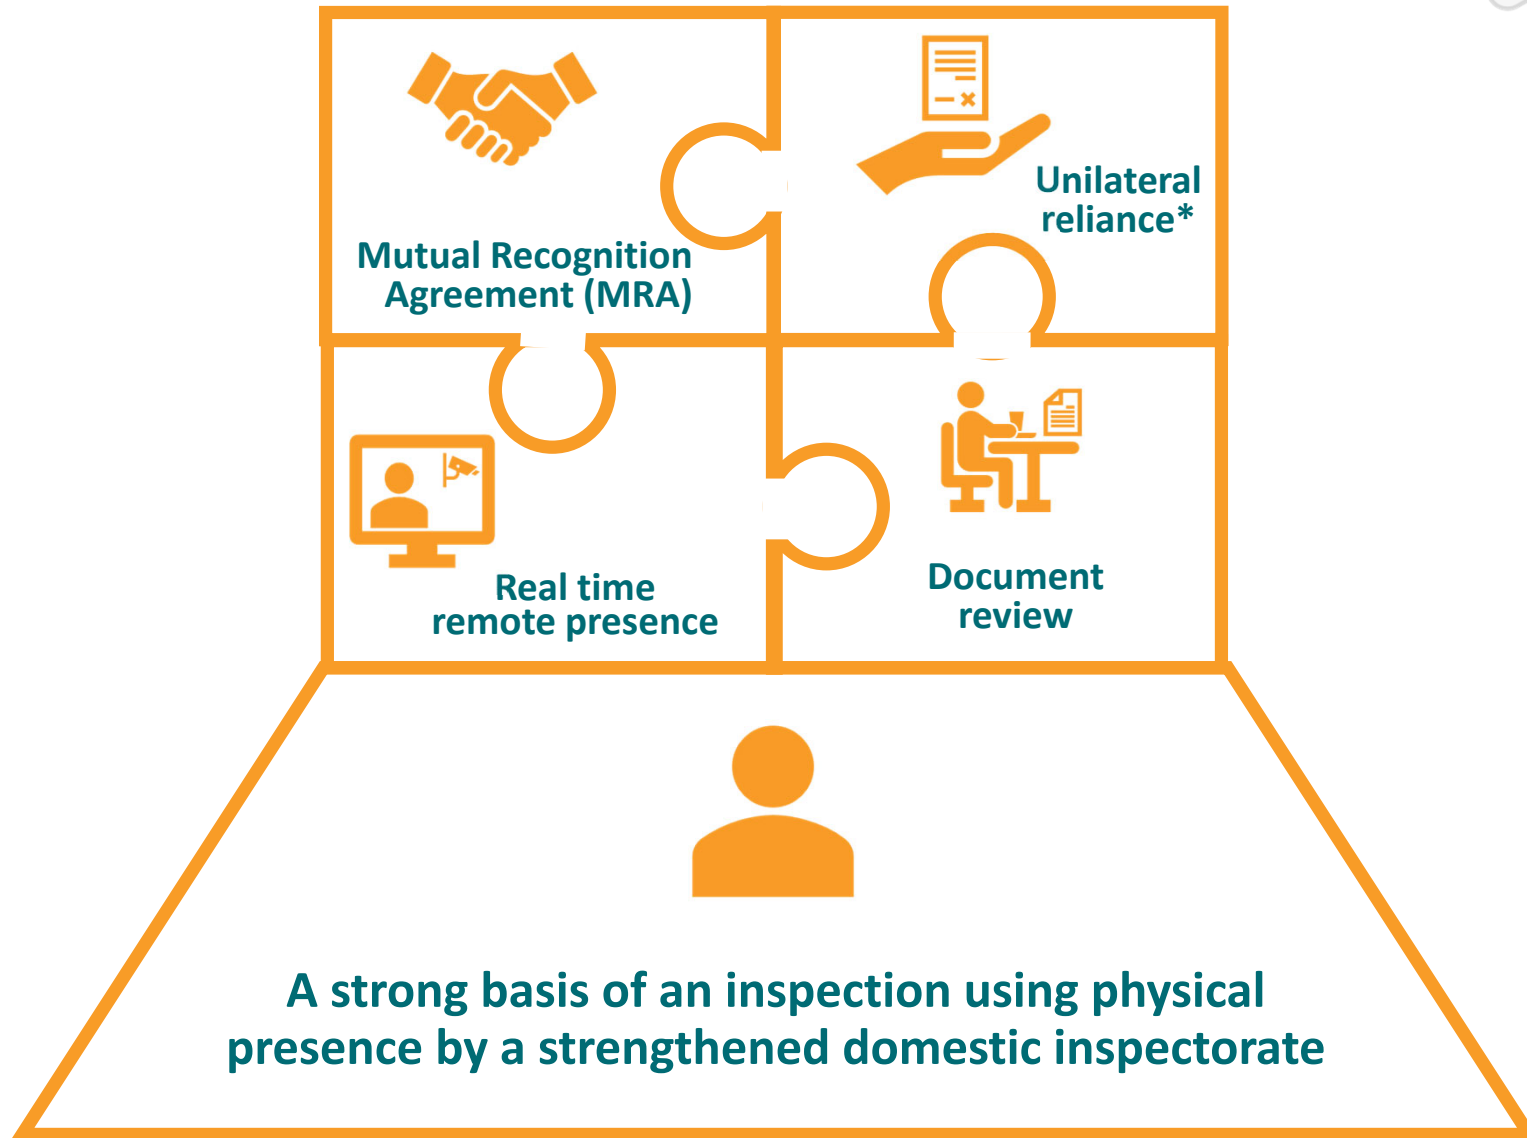 Unilateral
reliance*
Mutual Recognition
Agreement (MRA)
Real time
remote presence
Document
review
A strong basis of an inspection using physical
presence by a strengthened domestic inspectorate